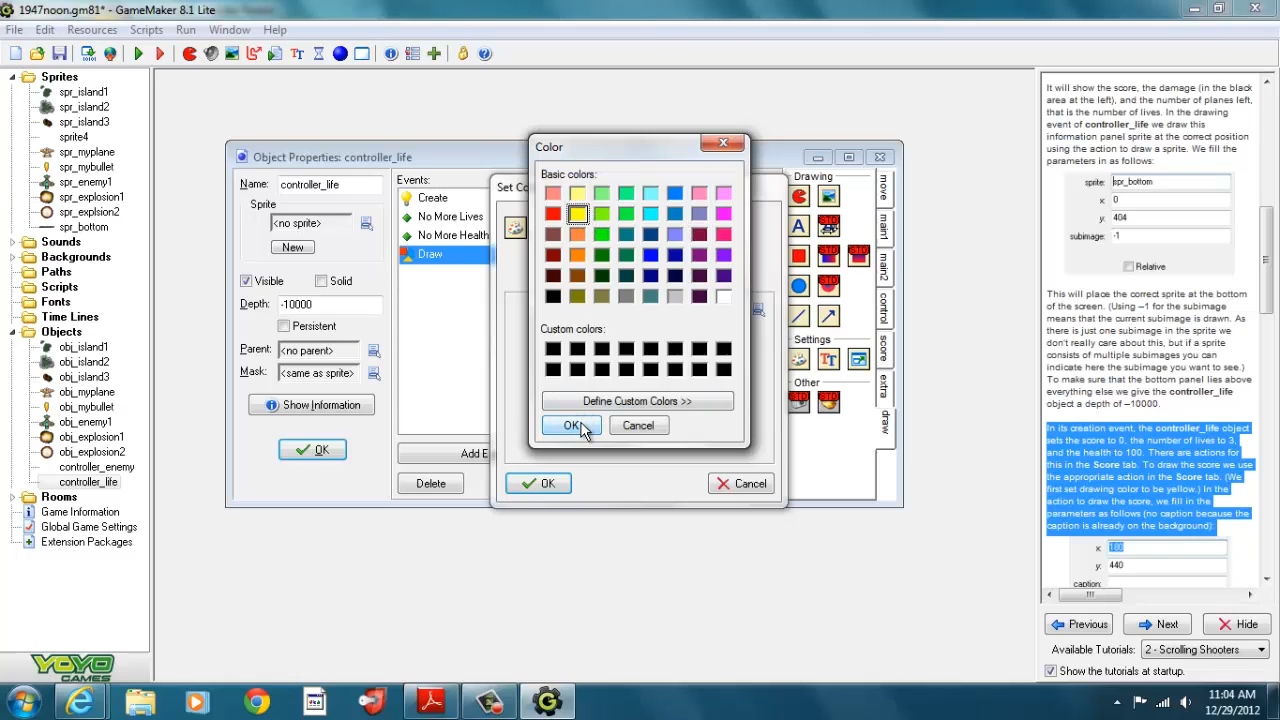 1947noon.gm81* - GameMaker 8.1 Lite
File Edit Resources Scripts Run Window Help
Sprites
spr_island1
spr_island2
spr_island3
sprite4
spr_myplane
spr_mybullet
spr_enemy1
spr_explosion1
spr_explsion2
spr_bottom
Sounds
Backgrounds
Paths
Scripts
Fonts
Time Lines
Objects
obj_island1
obj_island2
obj_island3
obj_myplane
obj_mybullet
obj_enemy1
obj_explosion1
obj_explosion2
controller_enemy
controller_life
Rooms
Game Information
Global Game Settings
Extension Packages
YOYO
GAMES
Object Properties: controller_life
Name: controller_life
Sprite
<no sprite>
New
Visible
Solid
Depth: -10000
Persistent
Parent: <no parent>
Mask: <same as sprite>
Show Information
OK
Events:
Create
No More Lives
No More Health
Draw
Add E
Delete
Set Co
OK
Cancel
Color
Basic colors:
Custom colors:
Define Custom Colors >>
OK
Cancel
Drawing
A
STD
STD STD
STD
Settings
Other
STD STD
move
main1
main2
control
score
extra
draw
It will show the score, the damage (in the black
area at the left), and the number of planes left,
that is the number of lives. In the drawing
event of controller_life we draw this
information panel sprite at the correct position
using the action to draw a sprite. We fill the
parameters in as follows:
sprite: spr_bottom
x: 0
y: 404
subimage: -1
Relative
This will place the correct sprite at the bottom
of the screen. (Using –1 for the subimage
means that the current subimage is drawn. As
there is just one subimage in the sprite we
don't really care about this, but if a sprite
consists of multiple subimages you can
indicate here the subimage you want to see.)
To make sure that the bottom panel lies above
everything else we give the controller_life
object a depth of –10000.
In its creation event, the controller_life object
sets the score to 0, the number of lives to 3,
and the health to 100. There are actions for
this in the Score tab. To draw the score we use
the appropriate action in the Score tab. (We
first set drawing color to be yellow.) In the
action to draw the score, we fill in the
parameters as follows (no caption because the
caption is already on the background):
x: 180
y: 440
caption:
Previous
Next
Hide
Available Tutorials: 2 - Scrolling Shooters
Show the tutorials at startup.
11:04 AM
12/29/2012